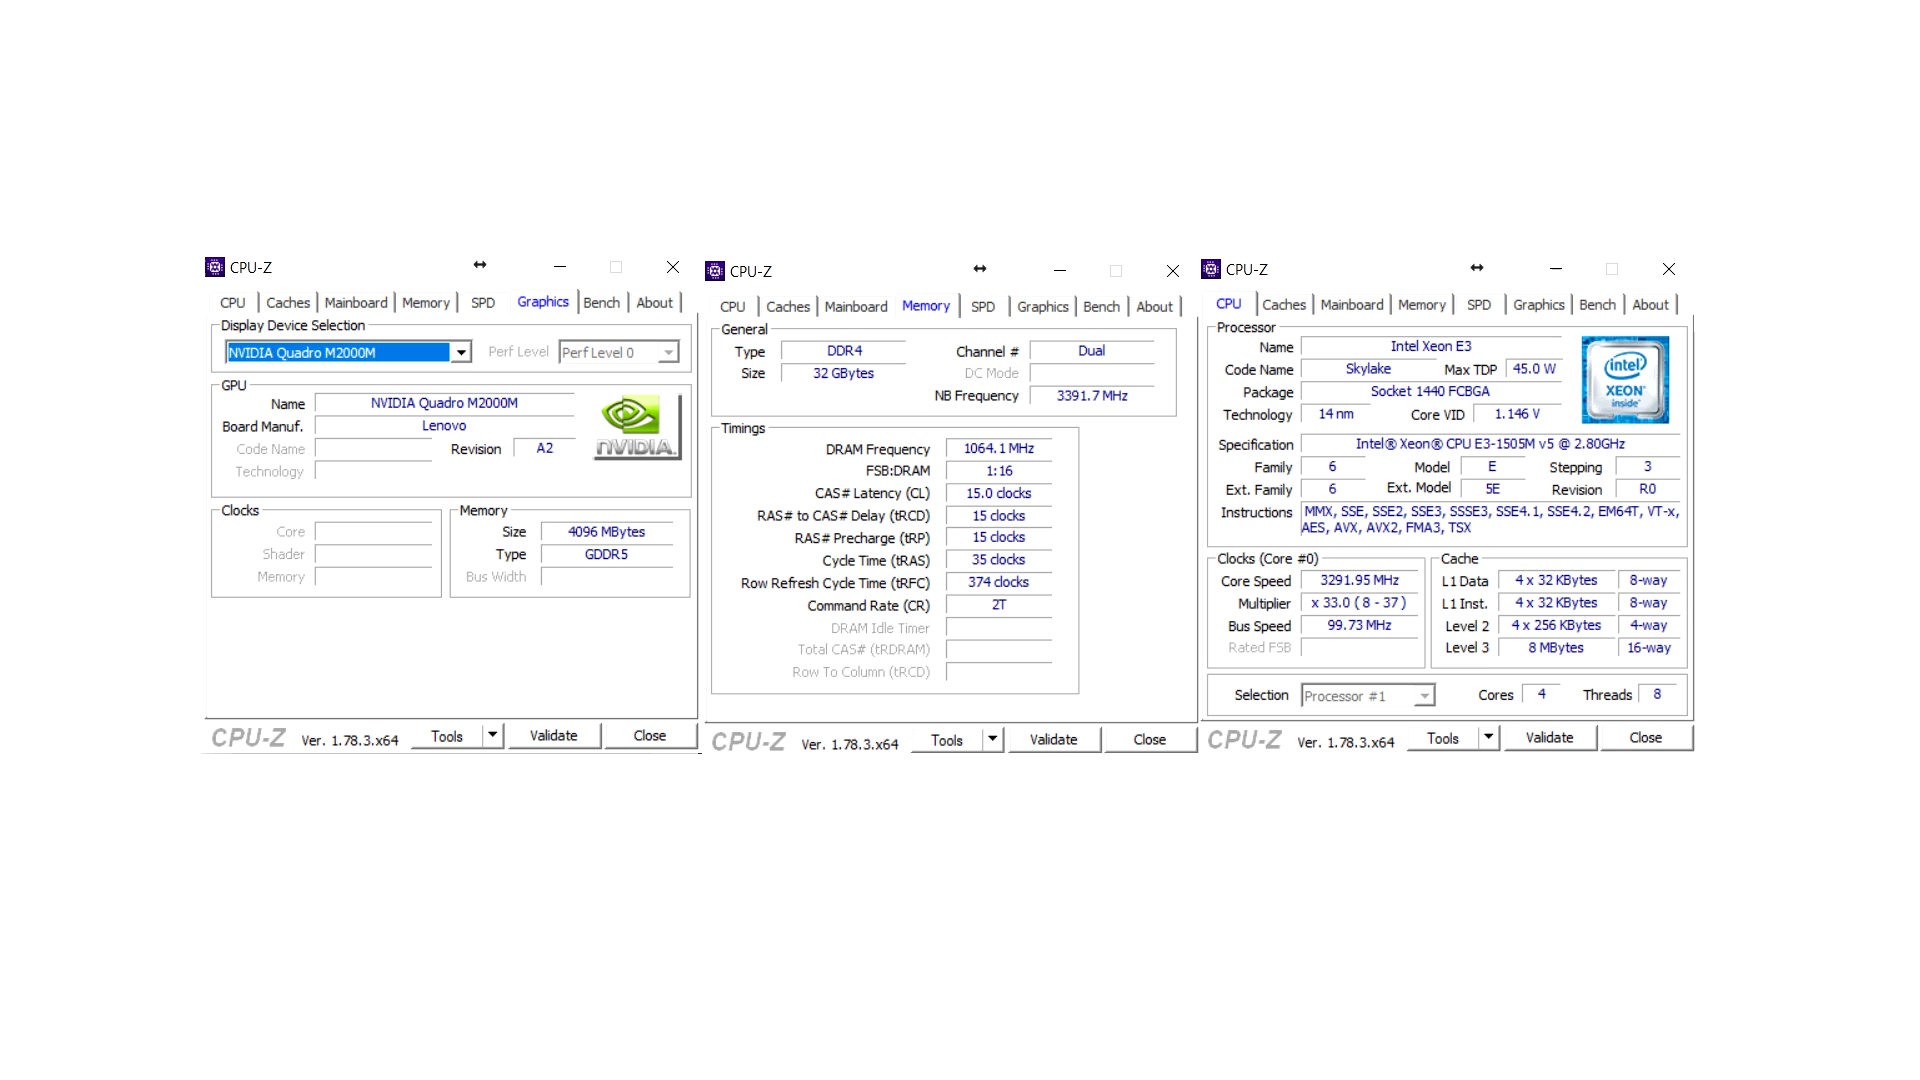 CPU-Z
CPU Caches Mainboard Memory SPD Graphics Bench About
Display Device Selection
NVIDIA Quadro M2000M Perf Level Perf Level 0
GPU
Name NVIDIA Quadro M2000M
Board Manuf. Lenovo
Code Name Revision A2
Technology
NVIDIA.
Clocks
Core
Shader
Memory
Memory
Size 4096 MBytes
Type GDDR5
Bus Width
CPU-Z Ver. 1.78.3.x64 Tools Validate Close
CPU-Z
CPU Caches Mainboard Memory SPD Graphics Bench About
General
Type DDR4 Channel # Dual
Size 32 GBytes DC Mode
NB Frequency 3391.7 MHz
Timings
DRAM Frequency 1064.1 MHz
FSB:DRAM 1:16
CAS# Latency (CL) 15.0 clocks
RAS# to CAS# Delay (tRCD) 15 clocks
RAS# Precharge (tRP) 15 clocks
Cycle Time (tRAS) 35 clocks
Row Refresh Cycle Time (tRFC) 374 clocks
Command Rate (CR) 2T
DRAM Idle Timer
Total CAS# (tRDRAM)
Row To Column (tRCD)
CPU-Z Ver. 1.78.3.x64 Tools Validate Close
CPU-Z
CPU Caches Mainboard Memory SPD Graphics Bench About
Processor
Name Intel Xeon E3
Code Name Skylake Max TDP 45.0 W
Package Socket 1440 FCBGA
Technology 14 nm Core VID 1.146 V
intel
XEON
inside
Specification Intel® Xeon® CPU E3-1505M v5 @ 2.80GHz
Family 6 Model E Stepping 3
Ext. Family 6 Ext. Model 5E Revision R0
Instructions MMX, SSE, SSE2, SSE3, SSSE3, SSE4.1, SSE4.2, EM64T, VT-x,
AES, AVX, AVX2, FMA3, TSX
Clocks (Core #0)
Core Speed 3291.95 MHz
Multiplier x 33.0 ( 8 - 37 )
Bus Speed 99.73 MHz
Rated FSB
Cache
L1 Data 4 x 32 KBytes 8-way
L1 Inst. 4 x 32 KBytes 8-way
Level 2 4 x 256 KBytes 4-way
Level 3 8 MBytes 16-way
Selection Processor #1 Cores 4 Threads 8
CPU-Z Ver. 1.78.3.x64 Tools Validate Close